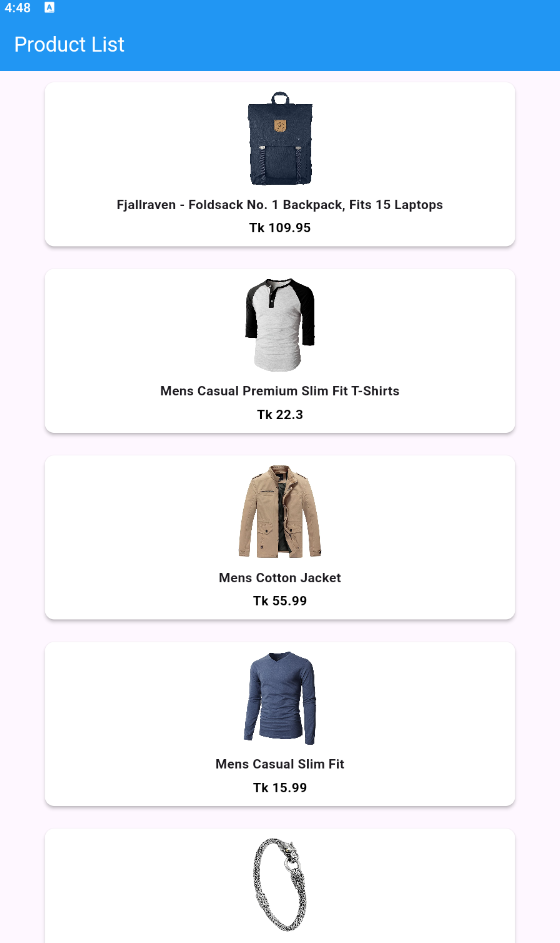 4:48 A
Product List
Fjallraven - Foldsack No. 1 Backpack, Fits 15 Laptops
Tk 109.95
Mens Casual Premium Slim Fit T-Shirts
Tk 22.3
Mens Cotton Jacket
Tk 55.99
Mens Casual Slim Fit
Tk 15.99